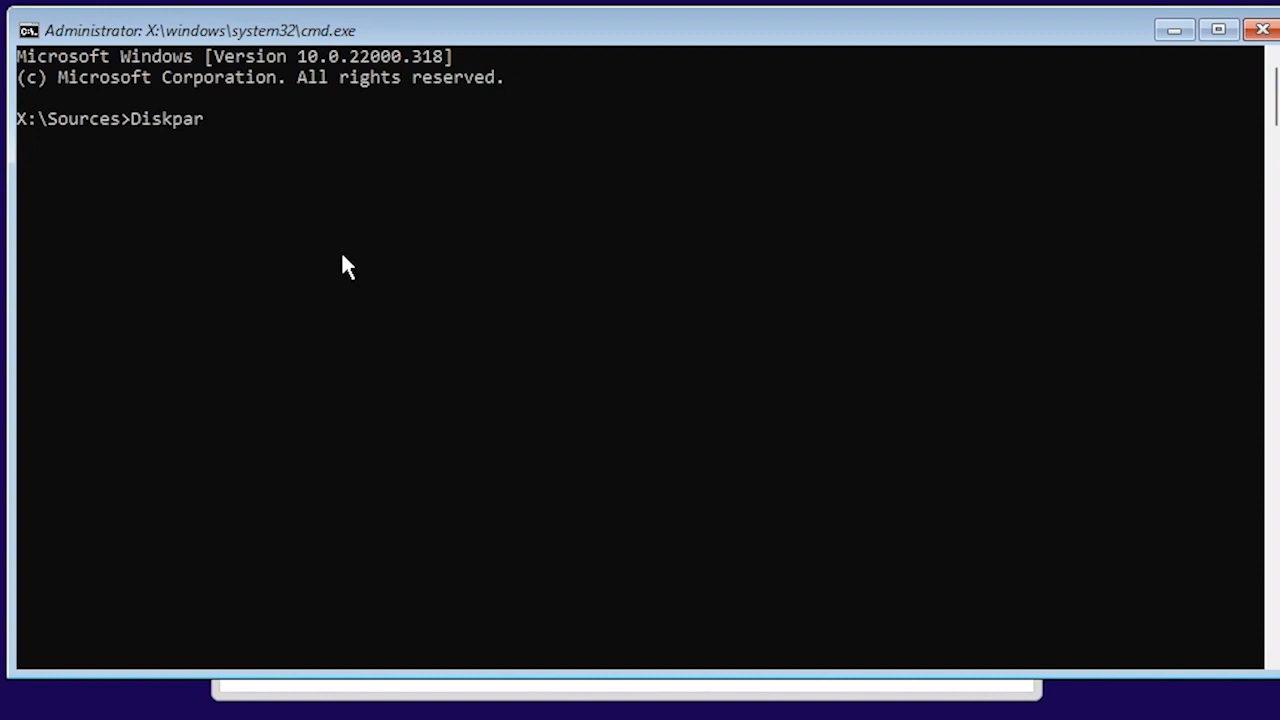 Administrator: X:\windows\system32\cmd.exe
Microsoft Windows [Version 10.0.22000.318]
(c) Microsoft Corporation. All rights reserved.
X:\Sources>Diskpar